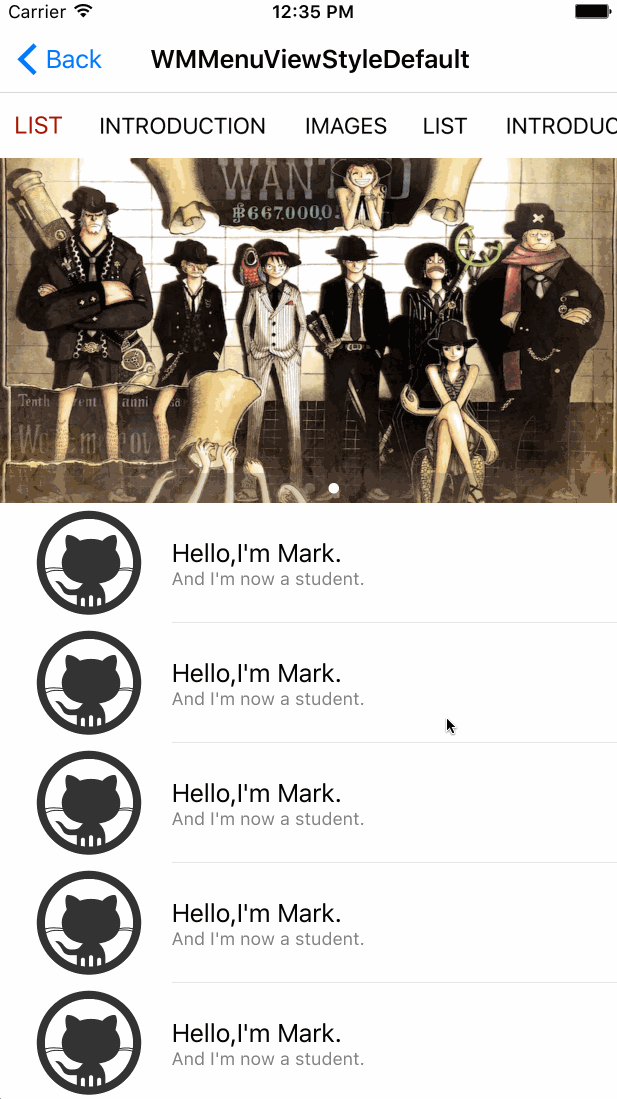 Carrier 12:35 PM
Back WMMenuViewStyleDefault
LIST INTRODUCTION IMAGES LIST INTRODUC
WANTED
฿667.000.0
Tenth
Hello,I'm Mark.
And I'm now a student.
Hello,I'm Mark.
And I'm now a student.
Hello,I'm Mark.
And I'm now a student.
Hello,I'm Mark.
And I'm now a student.
Hello,I'm Mark.
And I'm now a student.